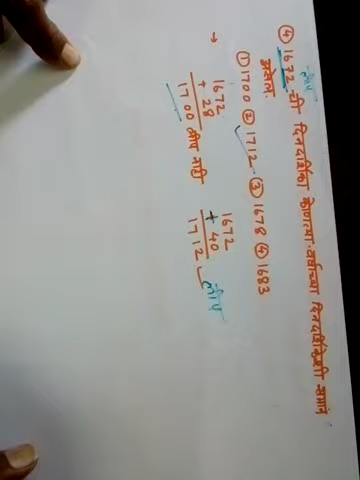 लीप
④ 1672 ची दिनदर्शिका कोणत्या वर्षाच्या दिनदर्शिकेशी समान
असेल.
① 1700 ② 1712 ③ 1678 ④ 1683
→ 1672 1672
+ 28 + 40
1700 लीप नाही 1712 लीप